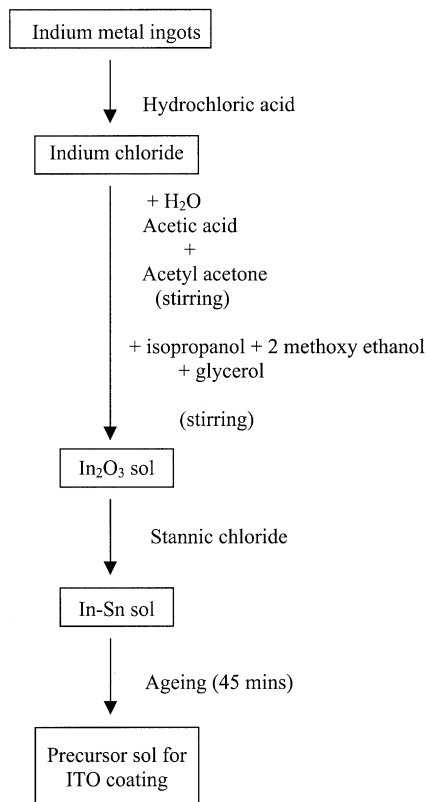 Indium metal ingots
Hydrochloric acid
Indium chloride
+ H₂O
Acetic acid
+
Acetyl acetone
(stirring)
+ isopropanol + 2 methoxy ethanol
+ glycerol
(stirring)
In₂O₃ sol
Stannic chloride
In-Sn sol
Ageing (45 mins)
Precursor sol for
ITO coating